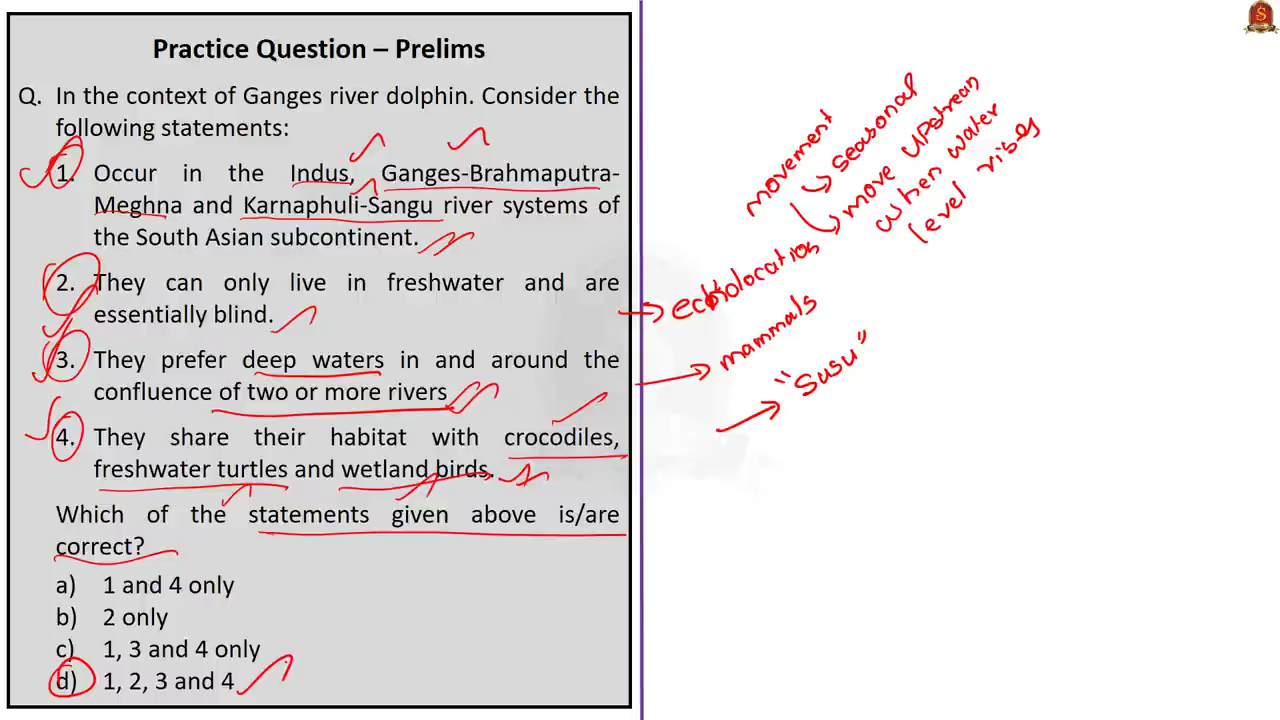 Practice Question – Prelims
Q. In the context of Ganges river dolphin. Consider the
following statements:
1. Occur in the Indus, Ganges-Brahmaputra-
Meghna and Karnaphuli-Sangu river systems of
the South Asian subcontinent.
2. They can only live in freshwater and are
essentially blind.
3. They prefer deep waters in and around the
confluence of two or more rivers
4. They share their habitat with crocodiles,
freshwater turtles and wetland birds.
Which of the statements given above is/are
correct?
a) 1 and 4 only
b) 2 only
c) 1, 3 and 4 only
d) 1, 2, 3 and 4
movement
seasonal
move upstream
when water
level rises
echolocation
mammals
"Susu"
S